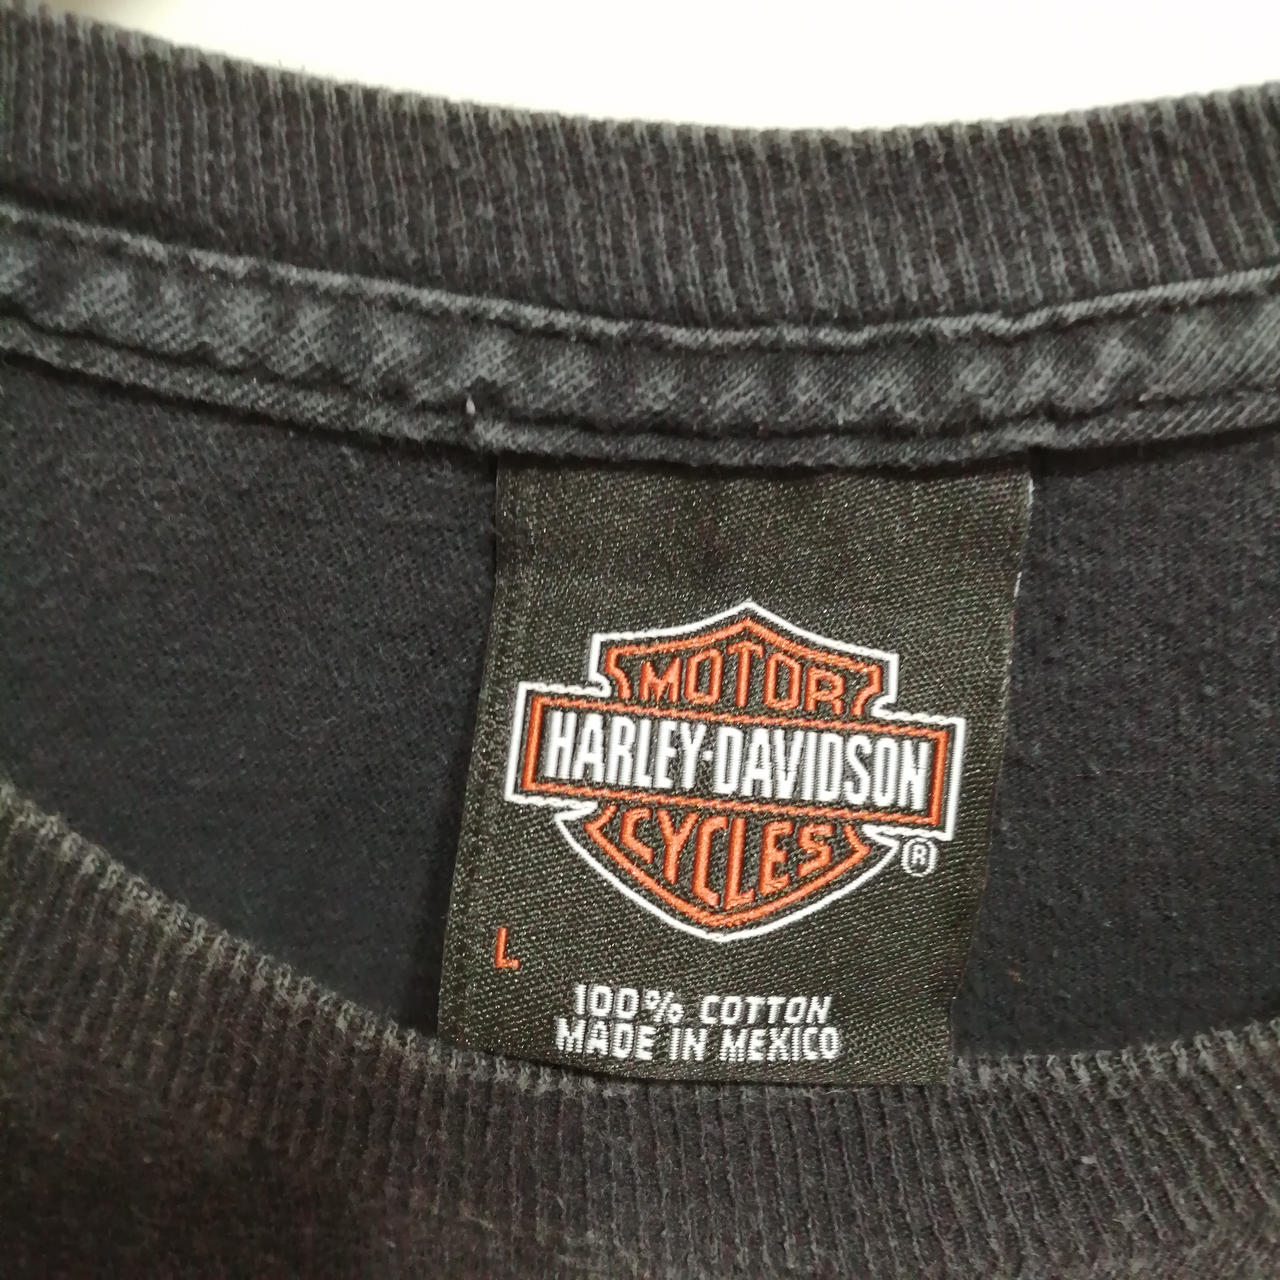 MOTOR
HARLEY-DAVIDSON
CYCLES
®
L
100% COTTON
MADE IN MEXICO